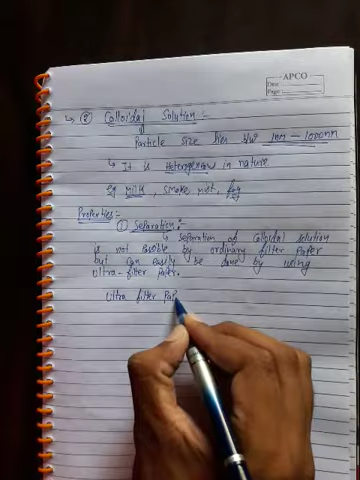 APCO
Date
Page
↳ ② Colloidal Solution :-
Particle size lies b/w 1nm - 1000nm
↳ It is Heterogeneous in nature
eg milk, smoke mist, fog
Properties:-
① Separation:-
↳ Separation of colloidal solution
is not possible by ordinary filter paper
but can easily be done by using
ultra-filter paper.
Ultra filter Pap